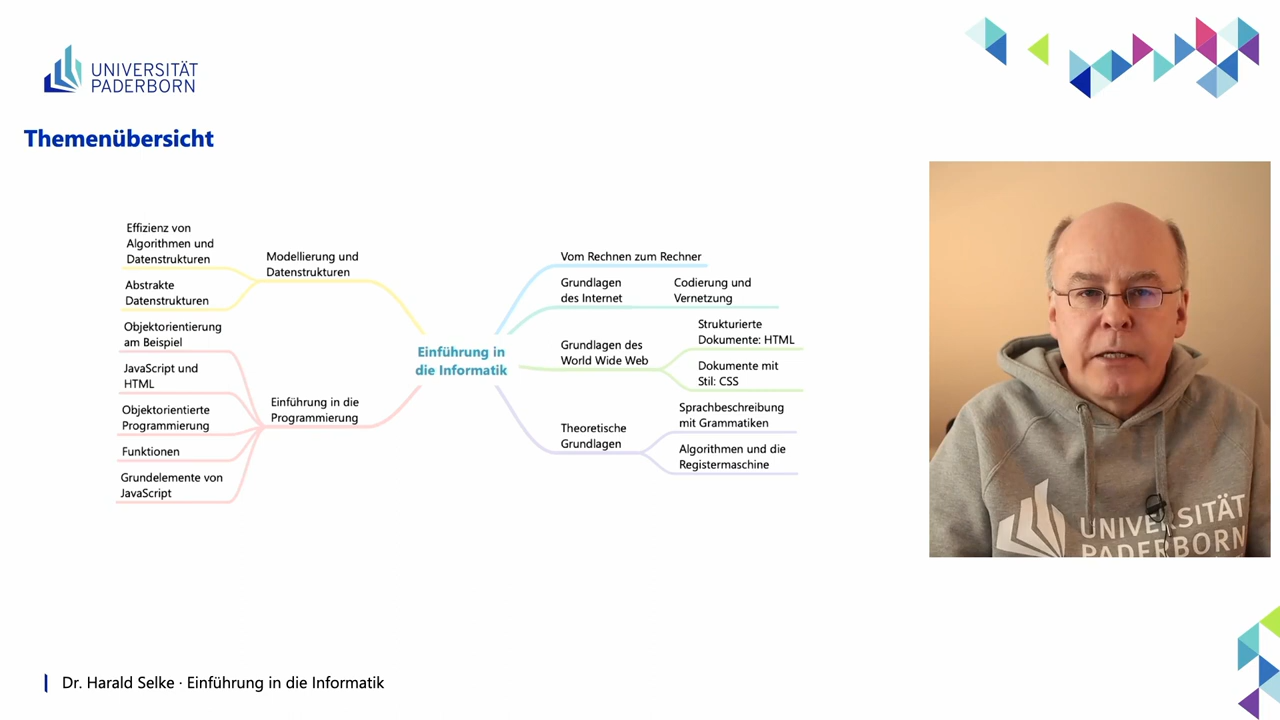 UNIVERSITÄT
PADERBORN
Themenübersicht
Effizienz von
Algorithmen und
Datenstrukturen
Abstrakte
Datenstrukturen
Modellierung und
Datenstrukturen
Objektorientierung
am Beispiel
JavaScript und
HTML
Objektorientierte
Programmierung
Funktionen
Grundelemente von
JavaScript
Einführung in die
Programmierung
Einführung in
die Informatik
Vom Rechnen zum Rechner
Grundlagen
des Internet
Codierung und
Vernetzung
Grundlagen des
World Wide Web
Strukturierte
Dokumente: HTML
Dokumente mit
Stil: CSS
Theoretische
Grundlagen
Sprachbeschreibung
mit Grammatiken
Algorithmen und die
Registermaschine
UNIVERSITÄT
PADERBORN
Dr. Harald Selke · Einführung in die Informatik